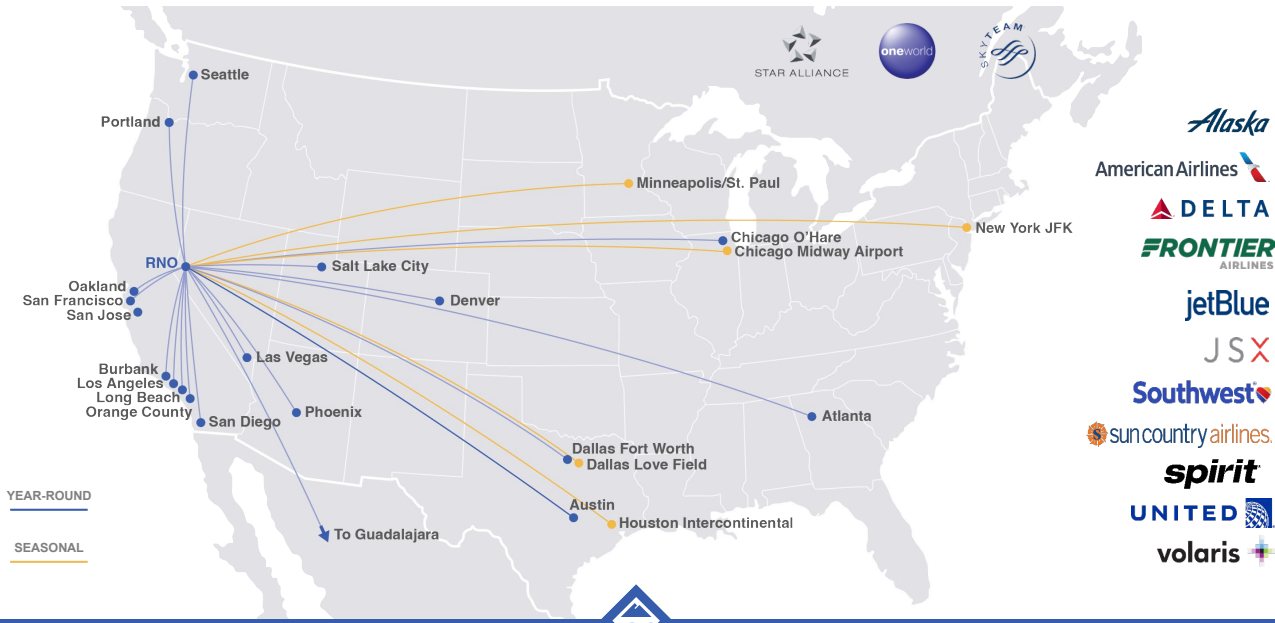 STAR ALLIANCE
oneworld
SKYTEAM
Seattle
Portland
Alaska
American Airlines
Minneapolis/St. Paul
DELTA
New York JFK
Chicago O'Hare
Chicago Midway Airport
FRONTIER
AIRLINES
RNO
Salt Lake City
Oakland
San Francisco
San Jose
Denver
jetBlue
JSX
Las Vegas
Burbank
Los Angeles
Long Beach
Orange County
San Diego
Phoenix
Atlanta
Southwest
sun country airlines.
Dallas Fort Worth
Dallas Love Field
spirit
YEAR-ROUND
Austin
Houston Intercontinental
UNITED
To Guadalajara
SEASONAL
volaris